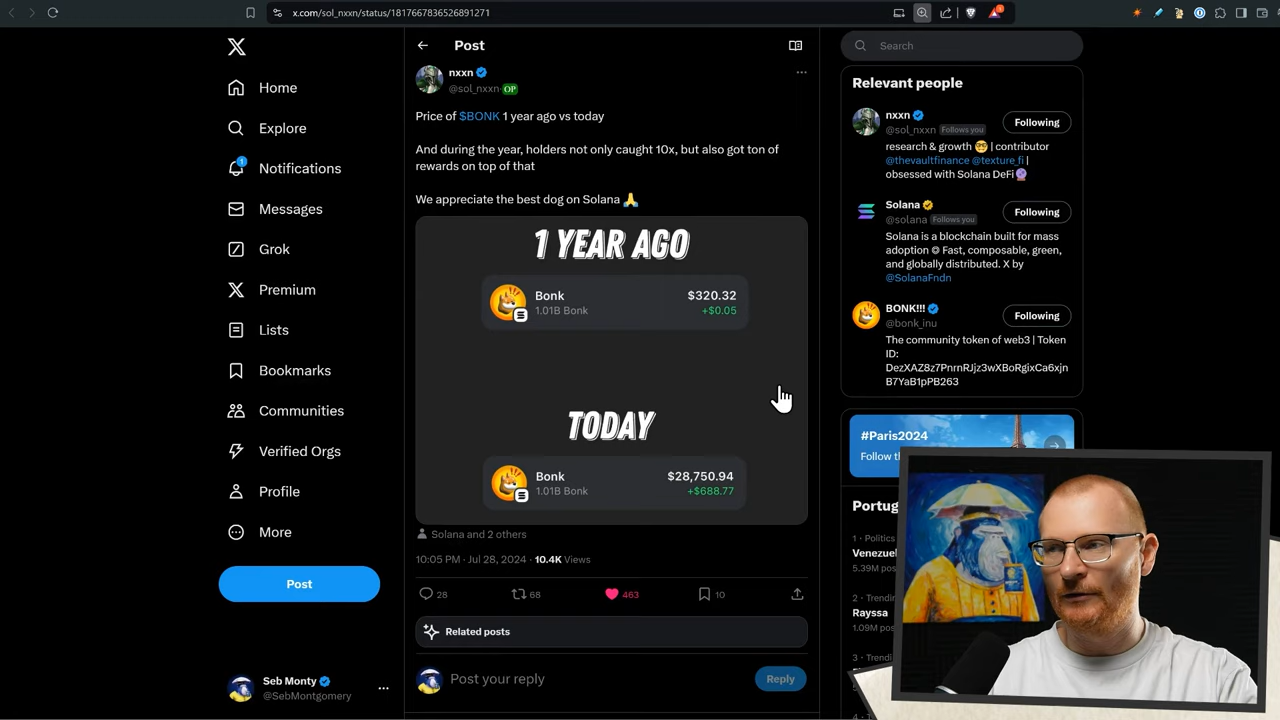 x.com/sol_nxxn/status/1817667836526891271
Post
Search
nxxn
@sol_nxxn OP
Price of $BONK 1 year ago vs today
And during the year, holders not only caught 10x, but also got ton of
rewards on top of that
We appreciate the best dog on Solana 🙏
1 YEAR AGO
Bonk
$320.32
1.01B Bonk
+$0.05
TODAY
Bonk
$28,750.94
1.01B Bonk
+$688.77
Solana and 2 others
10:05 PM · Jul 28, 2024 · 10.4K Views
28
68
463
10
Related posts
Post your reply
Reply
Home
Explore
1
Notifications
Messages
Grok
Premium
Lists
Bookmarks
Communities
Verified Orgs
Profile
More
Post
Seb Monty
@SebMontgomery
Relevant people
nxxn
@sol_nxxn Follows you
Following
research & growth 🤓 | contributor
@thevaultfinance @texture_fi |
obsessed with Solana DeFi🔮
Solana
@solana Follows you
Following
Solana is a blockchain built for mass
adoption ◎ Fast, composable, green,
and globally distributed. X by
@SolanaFndn
BONK!!!
@bonk_inu
Following
The community token of web3 | Token
ID:
DezXAZ8z7PnrnRJjz3wXBoRgixCa6xjn
B7YaB1pPB263
#Paris2024
Follow
1 · Politics
5.39M
2 · Trending
Rayssa
1.09M